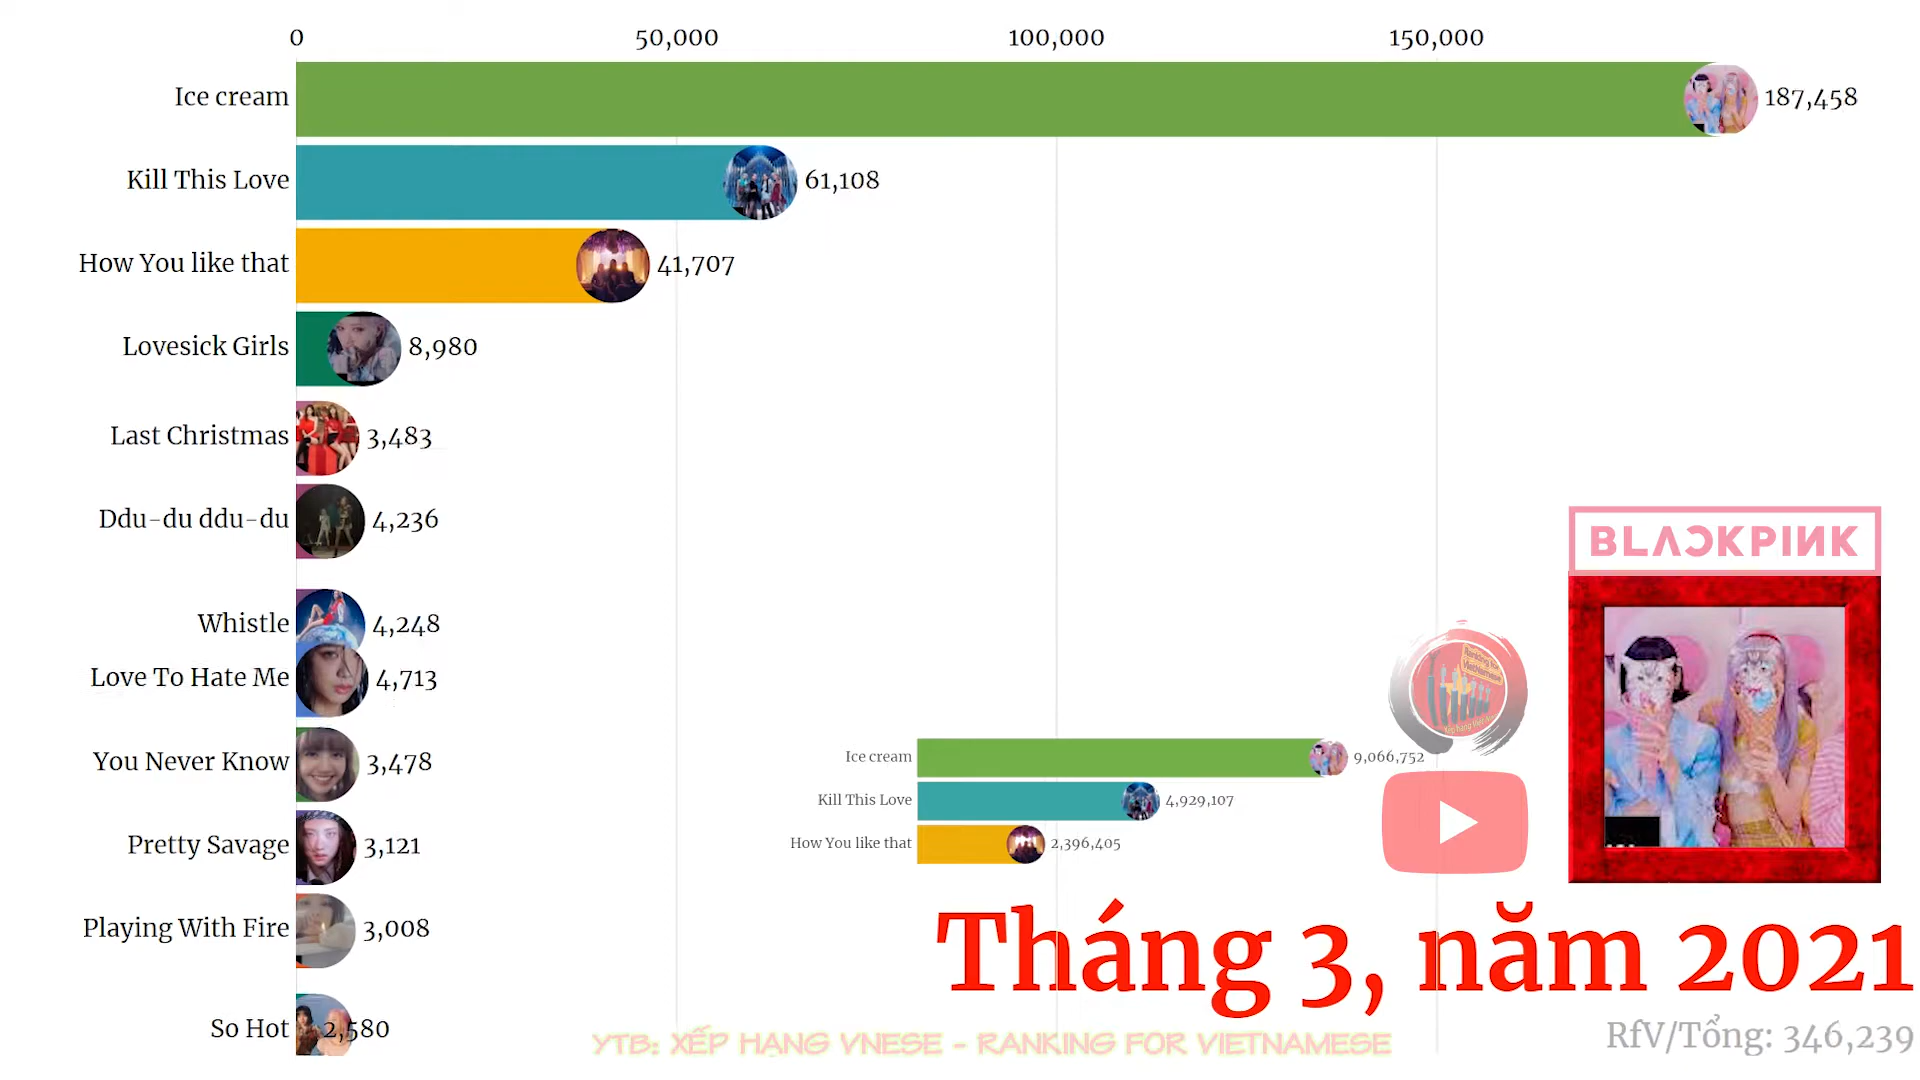 0 50,000 100,000 150,000
Ice cream 187,458
Kill This Love 61,108
How You like that 41,707
Lovesick Girls 8,980
Last Christmas 3,483
Ddu-du ddu-du 4,236
Whistle 4,248
Love To Hate Me 4,713
You Never Know 3,478
Pretty Savage 3,121
Playing With Fire 3,008
So Hot 2,580
Ice cream 9,066,752
Kill This Love 4,929,107
How You like that 2,396,405
BLACKPINK
Ranking for
VietNamese
Tháng 3, năm 2021
RfV/Tổng: 346,239
YTB: XẾP HẠNG VNESE - RANKING FOR VIETNAMESE